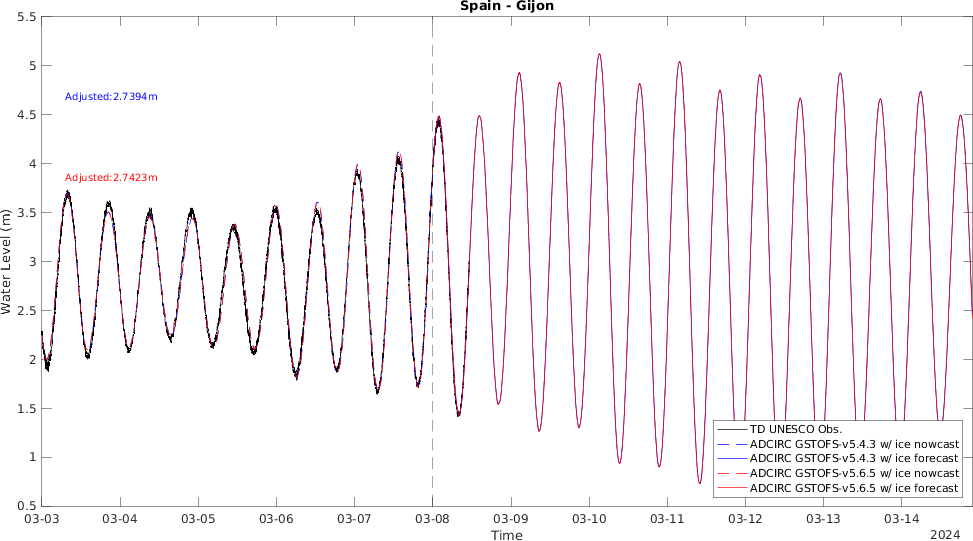 Spain - Gijon
5.5
5
4.5
4
3.5
3
2.5
2
1.5
1
0.5
Water Level (m)
Adjusted:2.7394m
Adjusted:2.7423m
TD UNESCO Obs.
ADCIRC GSTOFS-v5.4.3 w/ ice nowcast
ADCIRC GSTOFS-v5.4.3 w/ ice forecast
ADCIRC GSTOFS-v5.6.5 w/ ice nowcast
ADCIRC GSTOFS-v5.6.5 w/ ice forecast
03-03 03-04 03-05 03-06 03-07 03-08 03-09 03-10 03-11 03-12 03-13 03-14
Time
2024